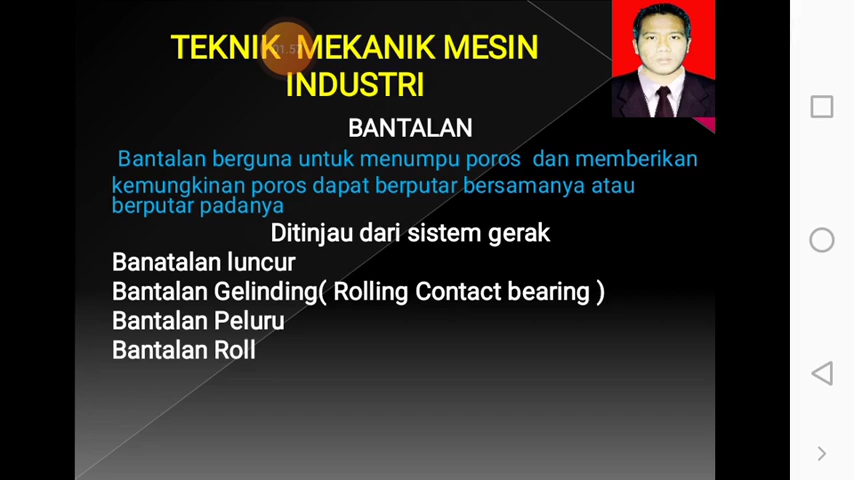 TEKNIK MEKANIK MESIN
INDUSTRI
BANTALAN
Bantalan berguna untuk menumpu poros dan memberikan
kemungkinan poros dapat berputar bersamanya atau
berputar padanya
Ditinjau dari sistem gerak
Banatalan luncur
Bantalan Gelinding( Rolling Contact bearing )
Bantalan Peluru
Bantalan Roll